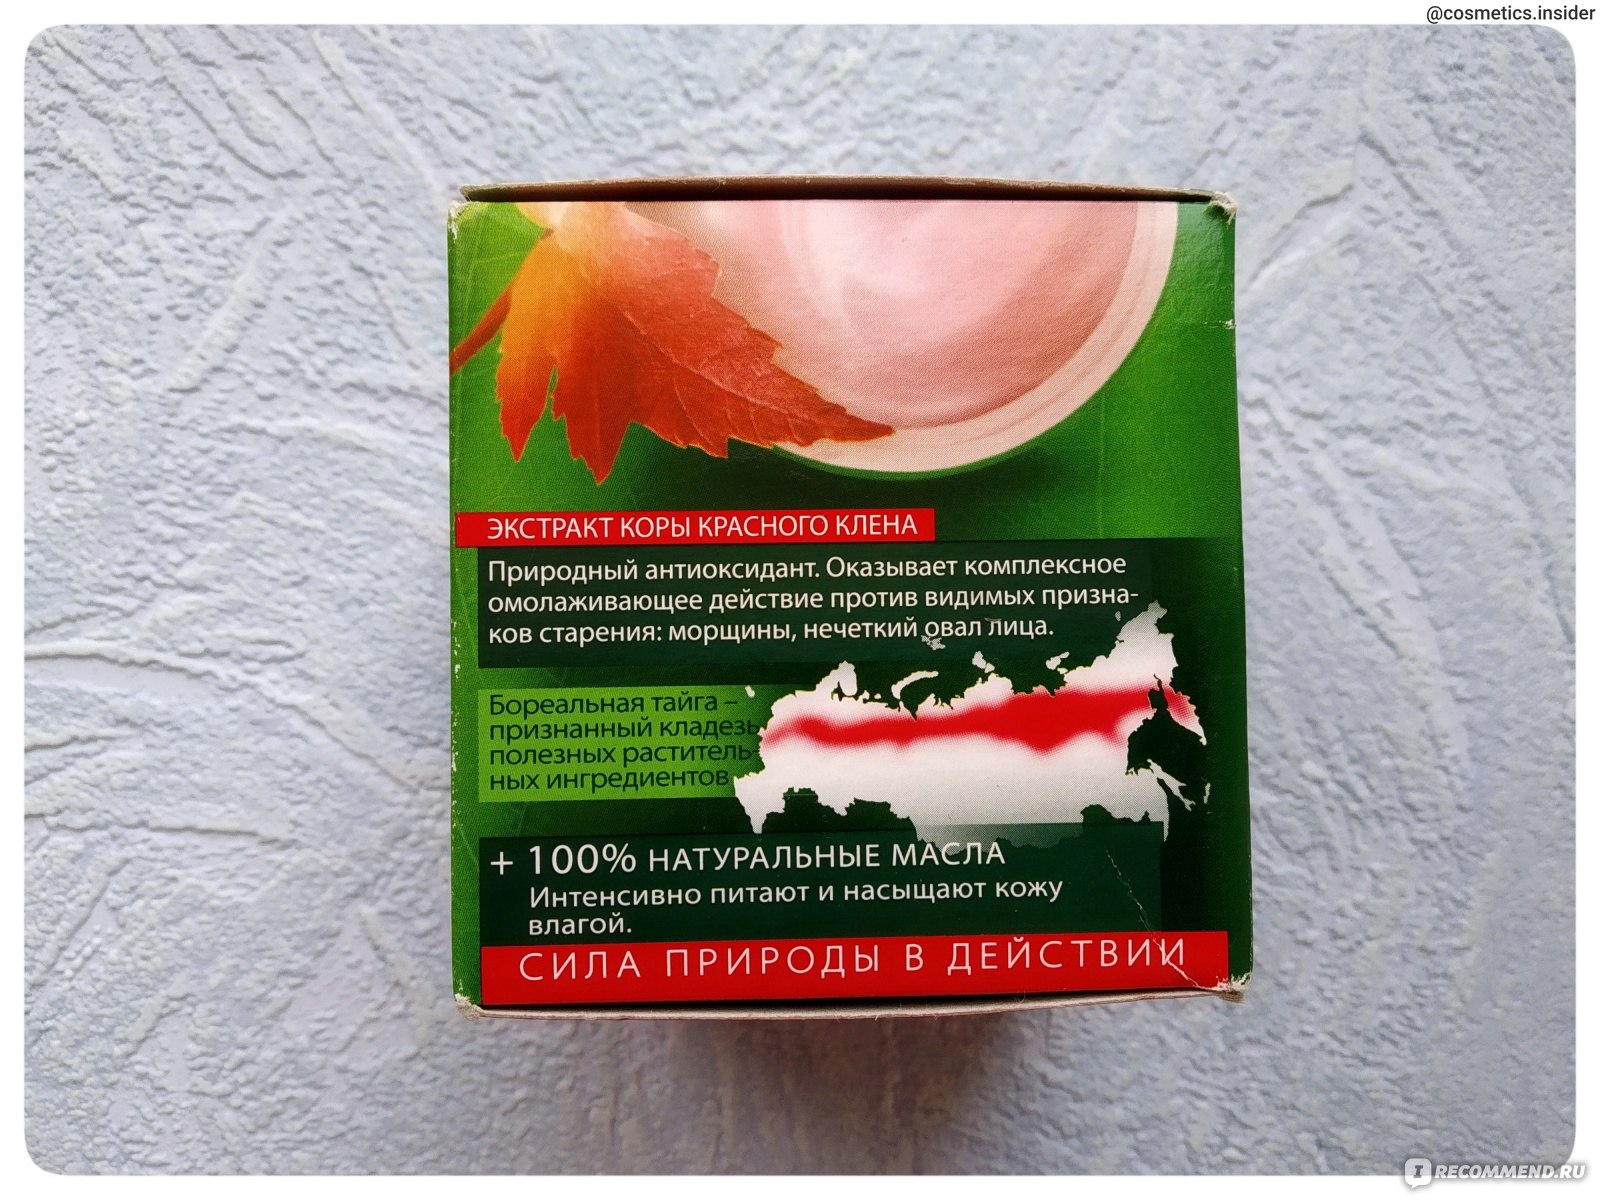 @cosmetics.insider
ЭКСТРАКТ КОРЫ КРАСНОГО КЛЕНА
Природный антиоксидант. Оказывает комплексное
омолаживающее действие против видимых призна-
ков старения: морщины, нечеткий овал лица.
Бореальная тайга –
признанный кладезь
полезных раститель-
ных ингредиентов
+ 100% НАТУРАЛЬНЫЕ МАСЛА
Интенсивно питают и насыщают кожу
влагой.
СИЛА ПРИРОДЫ В ДЕЙСТВИИ
IRECOMMEND.RU